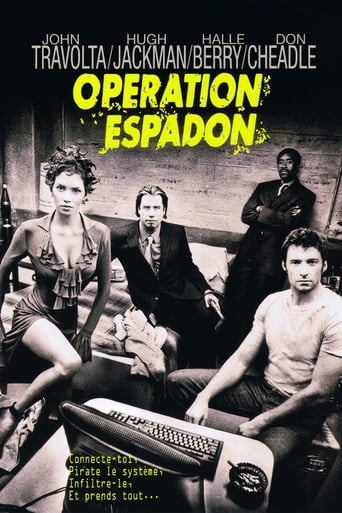 JOHN HUGH HALLE DON
TRAVOLTA/JACKMAN/BERRY/CHEADLE
OPERATION
ESPADON
Connecte-toi,
Pirate le système,
Infiltre-le,
Et prends tout...